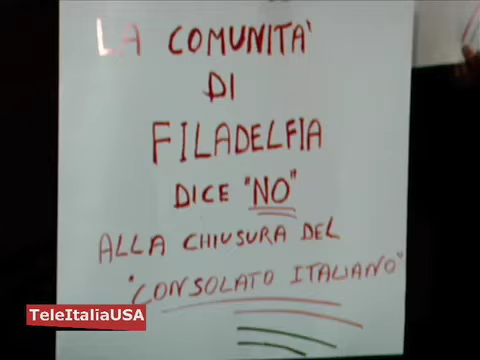 LA COMUNITA'
DI
FILADELFIA
DICE "NO"
ALLA CHIUSURA DEL
"CONSOLATO ITALIANO"
TeleItaliaUSA